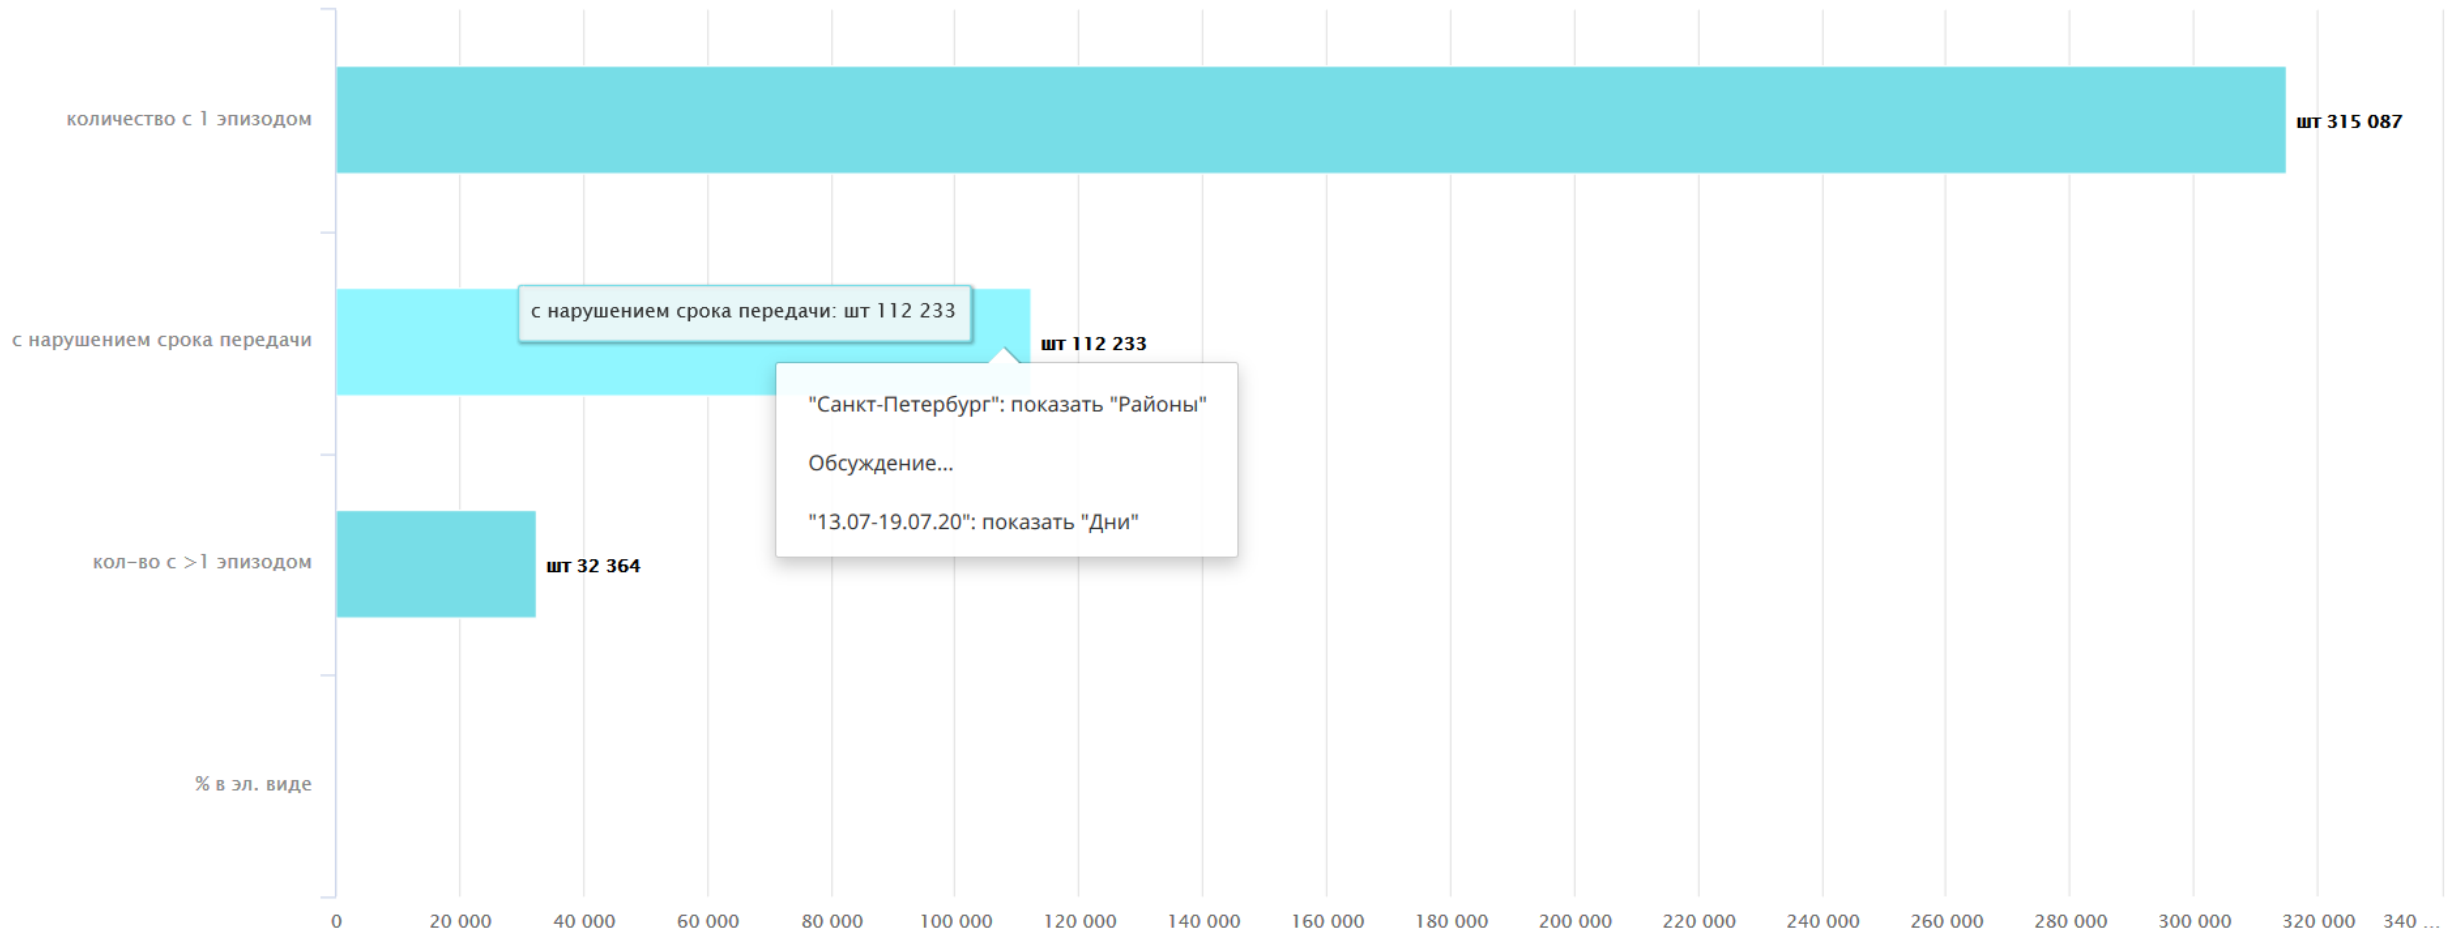 количество с 1 эпизодом
шт 315 087
с нарушением срока передачи: шт 112 233
с нарушением срока передачи
шт 112 233
"Санкт-Петербург": показать "Районы"
Обсуждение...
"13.07-19.07.20": показать "Дни"
кол-во с >1 эпизодом
шт 32 364
% в эл. виде
0 20 000 40 000 60 000 80 000 100 000 120 000 140 000 160 000 180 000 200 000 220 000 240 000 260 000 280 000 300 000 320 000 340 ...